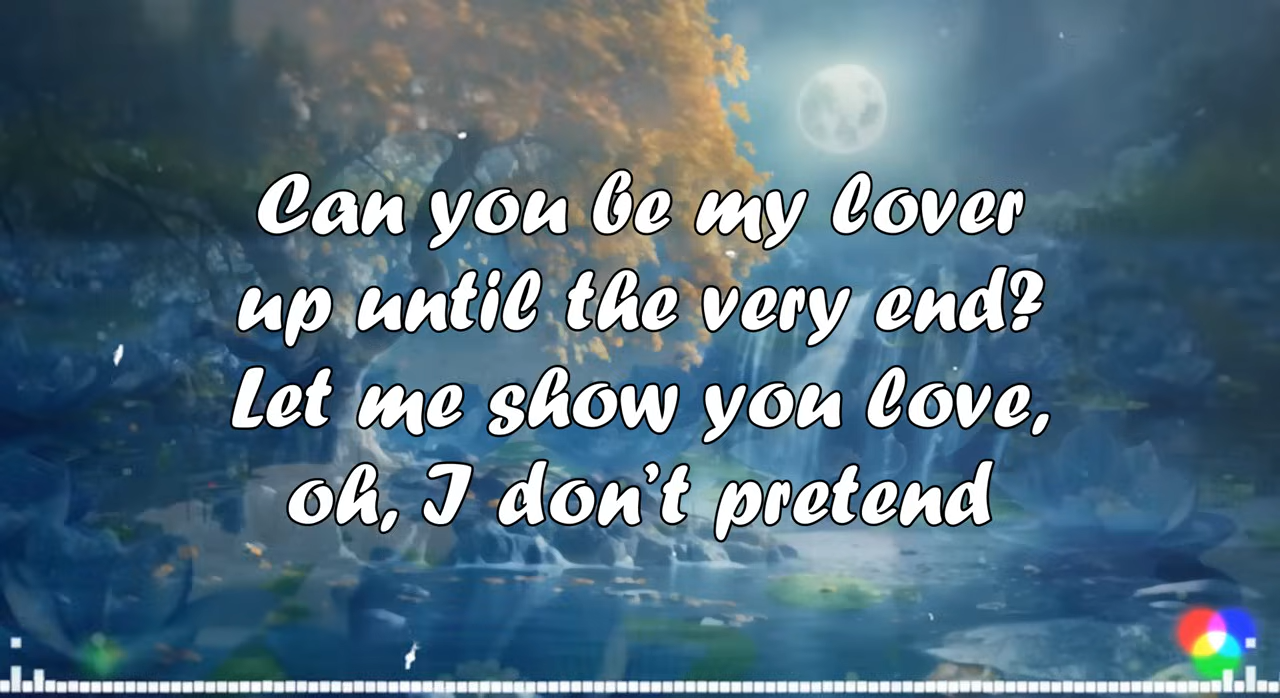 Can you be my lover
up until the very end?
Let me show you love,
oh, I don't pretend